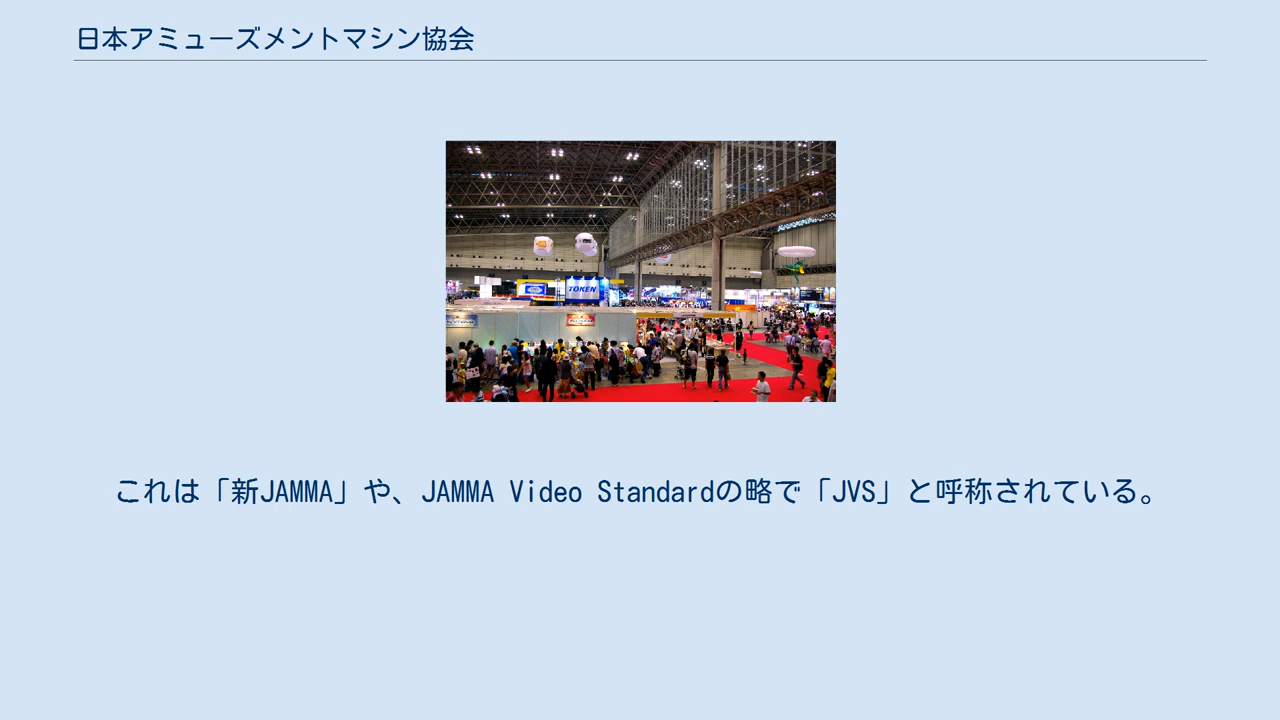 日本アミューズメントマシン協会
TOKEN
これは「新JAMMA」や、JAMMA Video Standardの略で「JVS」と呼称されている。